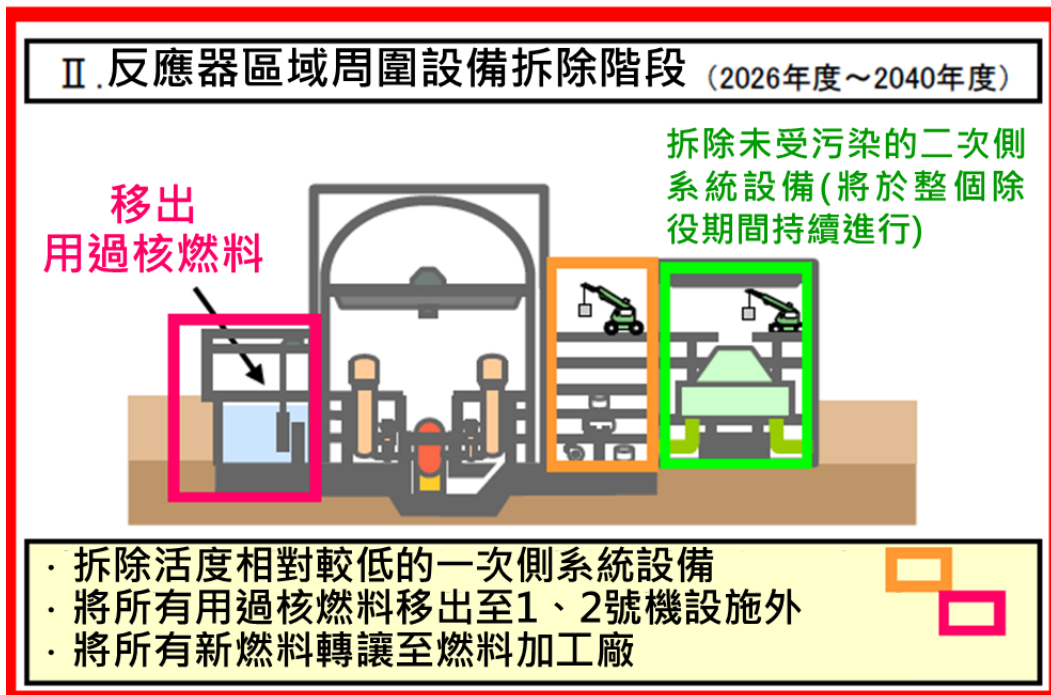 Ⅱ.反應器區域周圍設備拆除階段（2026年度～2040年度）
拆除未受污染的二次側
系統設備(將於整個除
役期間持續進行)
移出
用過核燃料
· 拆除活度相對較低的一次側系統設備
· 將所有用過核燃料移出至1、2號機設施外
· 將所有新燃料轉讓至燃料加工廠